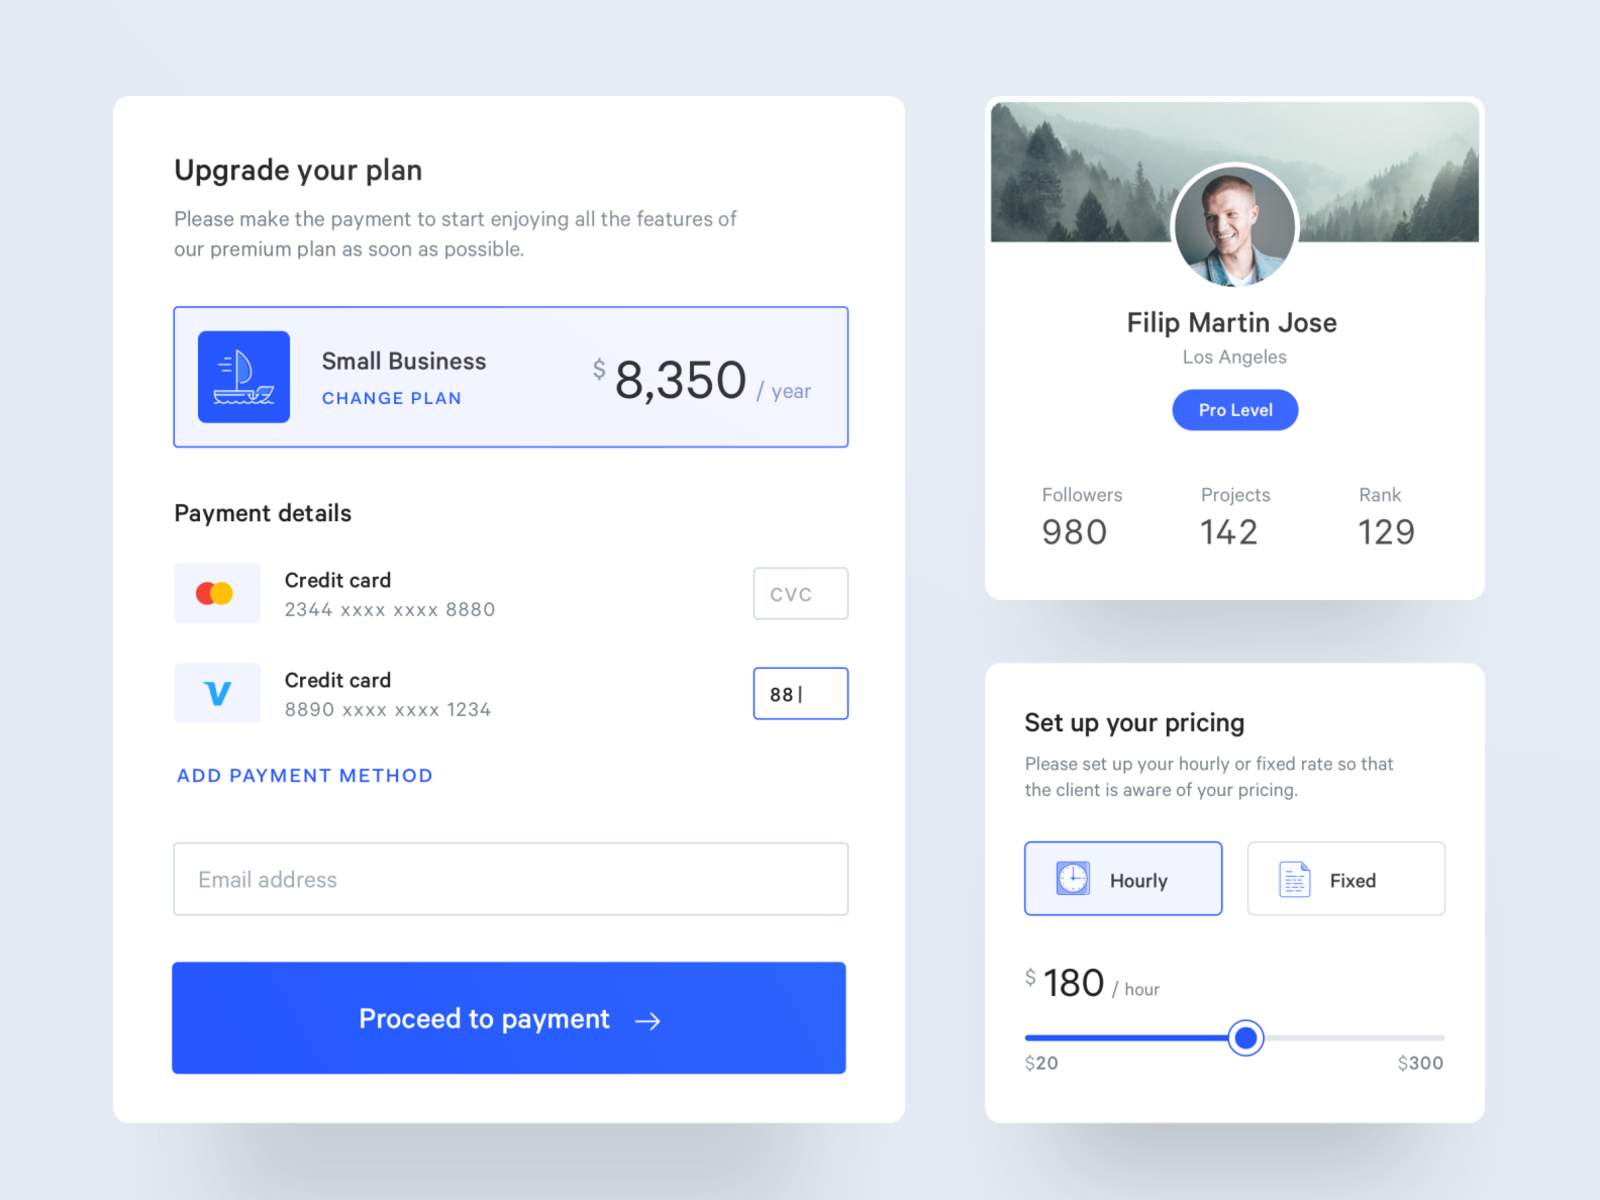 Upgrade your plan
Please make the payment to start enjoying all the features of
our premium plan as soon as possible.
Small Business
CHANGE PLAN
$ 8,350 / year
Payment details
Credit card
2344 xxxx xxxx 8880
CVC
Credit card
8890 xxxx xxxx 1234
88
ADD PAYMENT METHOD
Email address
Proceed to payment →
Filip Martin Jose
Los Angeles
Pro Level
Followers Projects Rank
980 142 129
Set up your pricing
Please set up your hourly or fixed rate so that
the client is aware of your pricing.
Hourly Fixed
$ 180 / hour
$20 $300